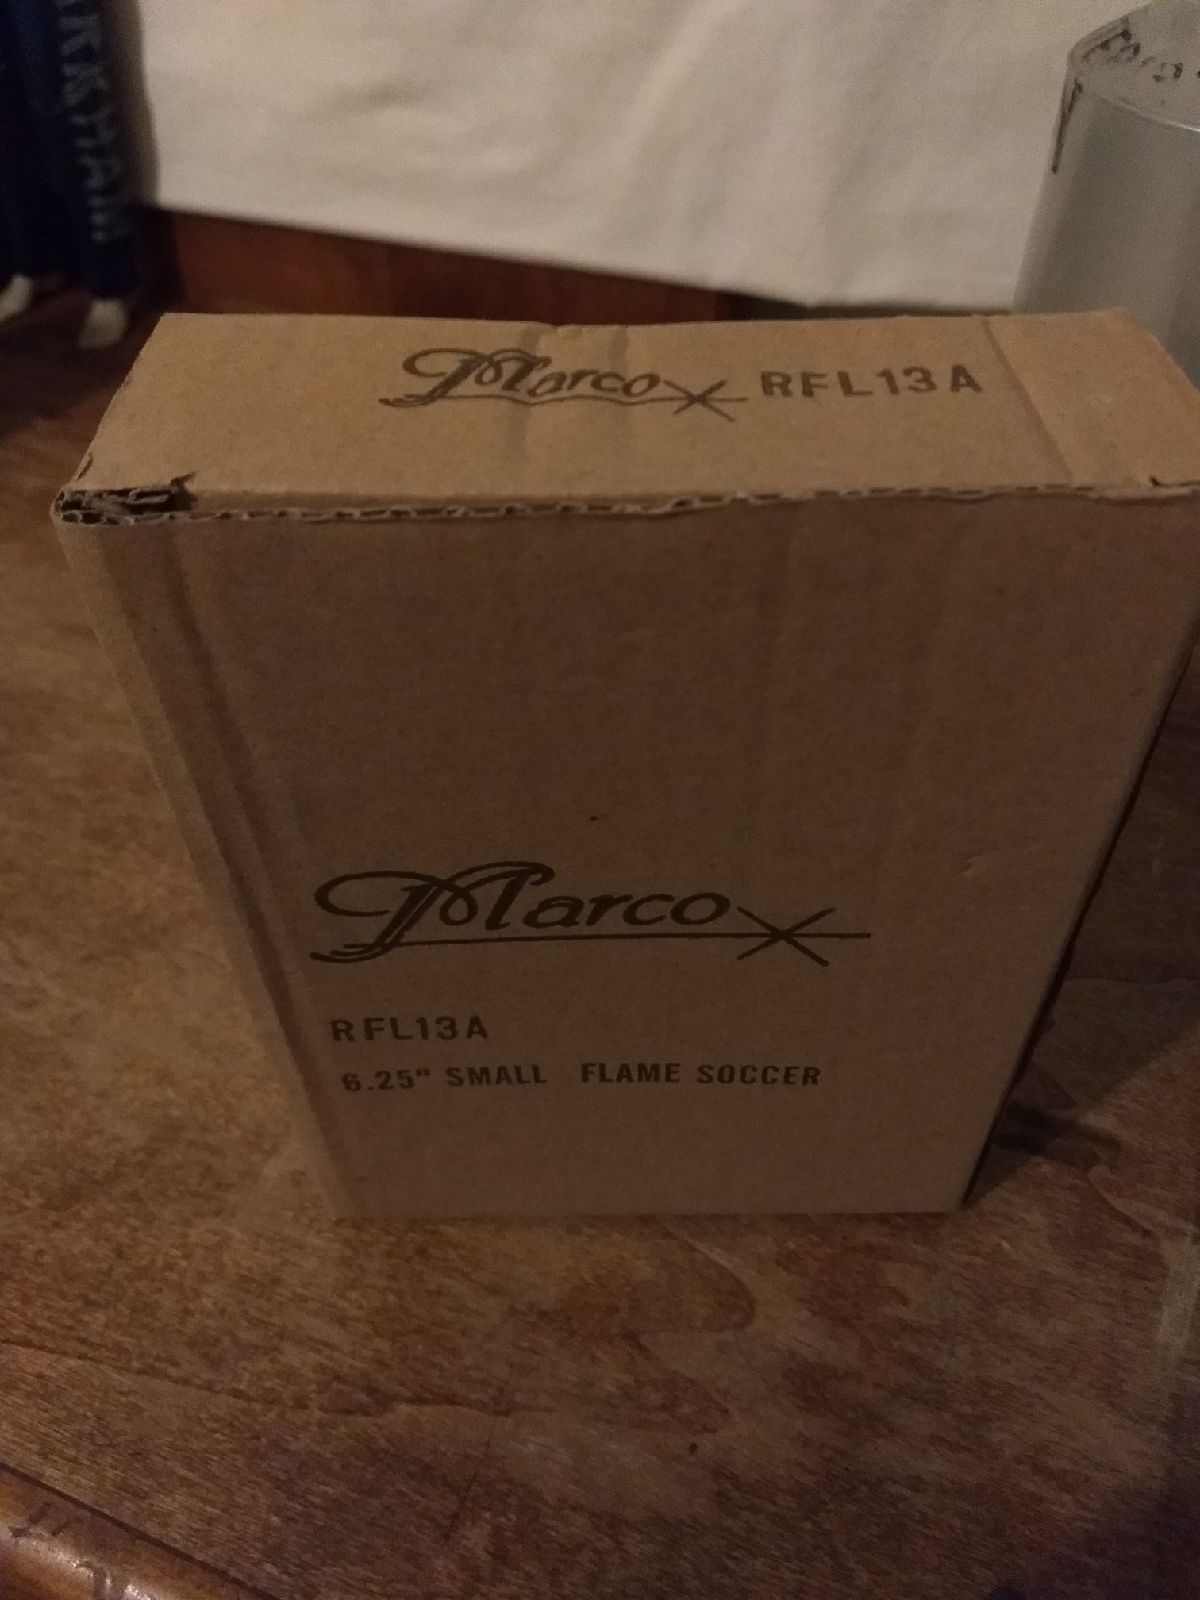 Marco RFL13A
Marco
RFL13A
6.25" SMALL FLAME SOCCER